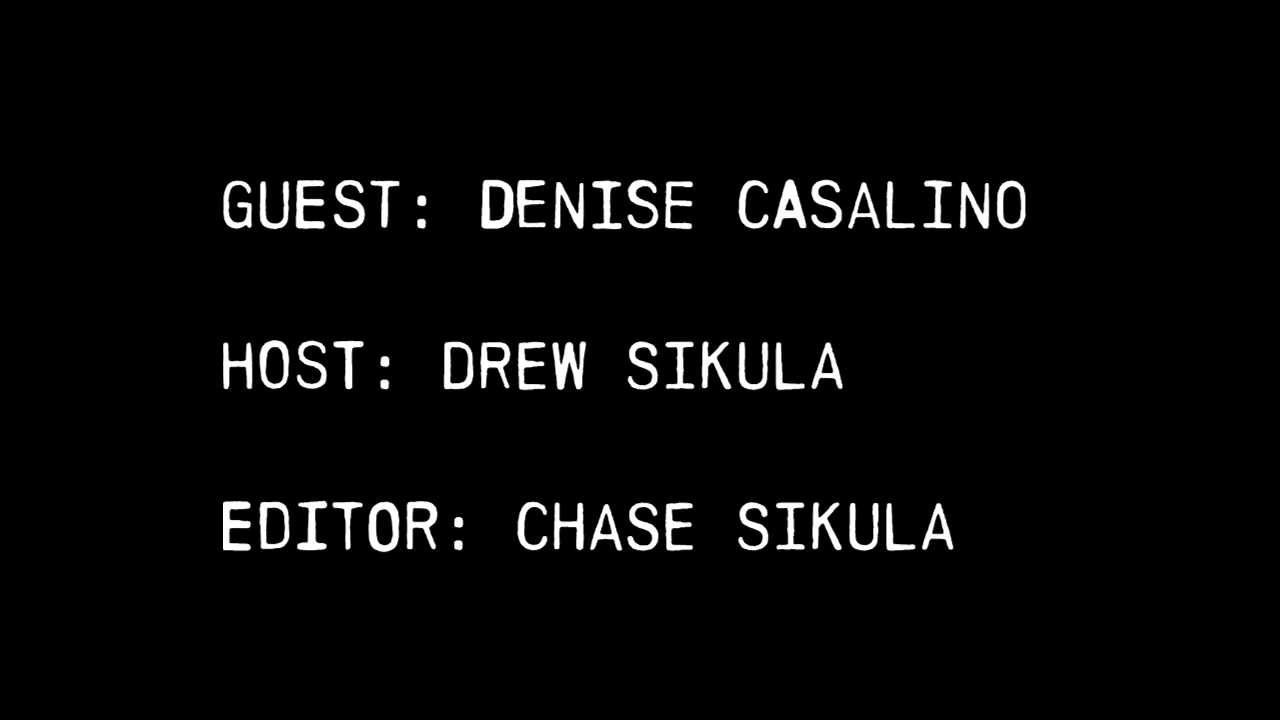 GUEST: DENISE CASALINO
HOST: DREW SIKULA
EDITOR: CHASE SIKULA